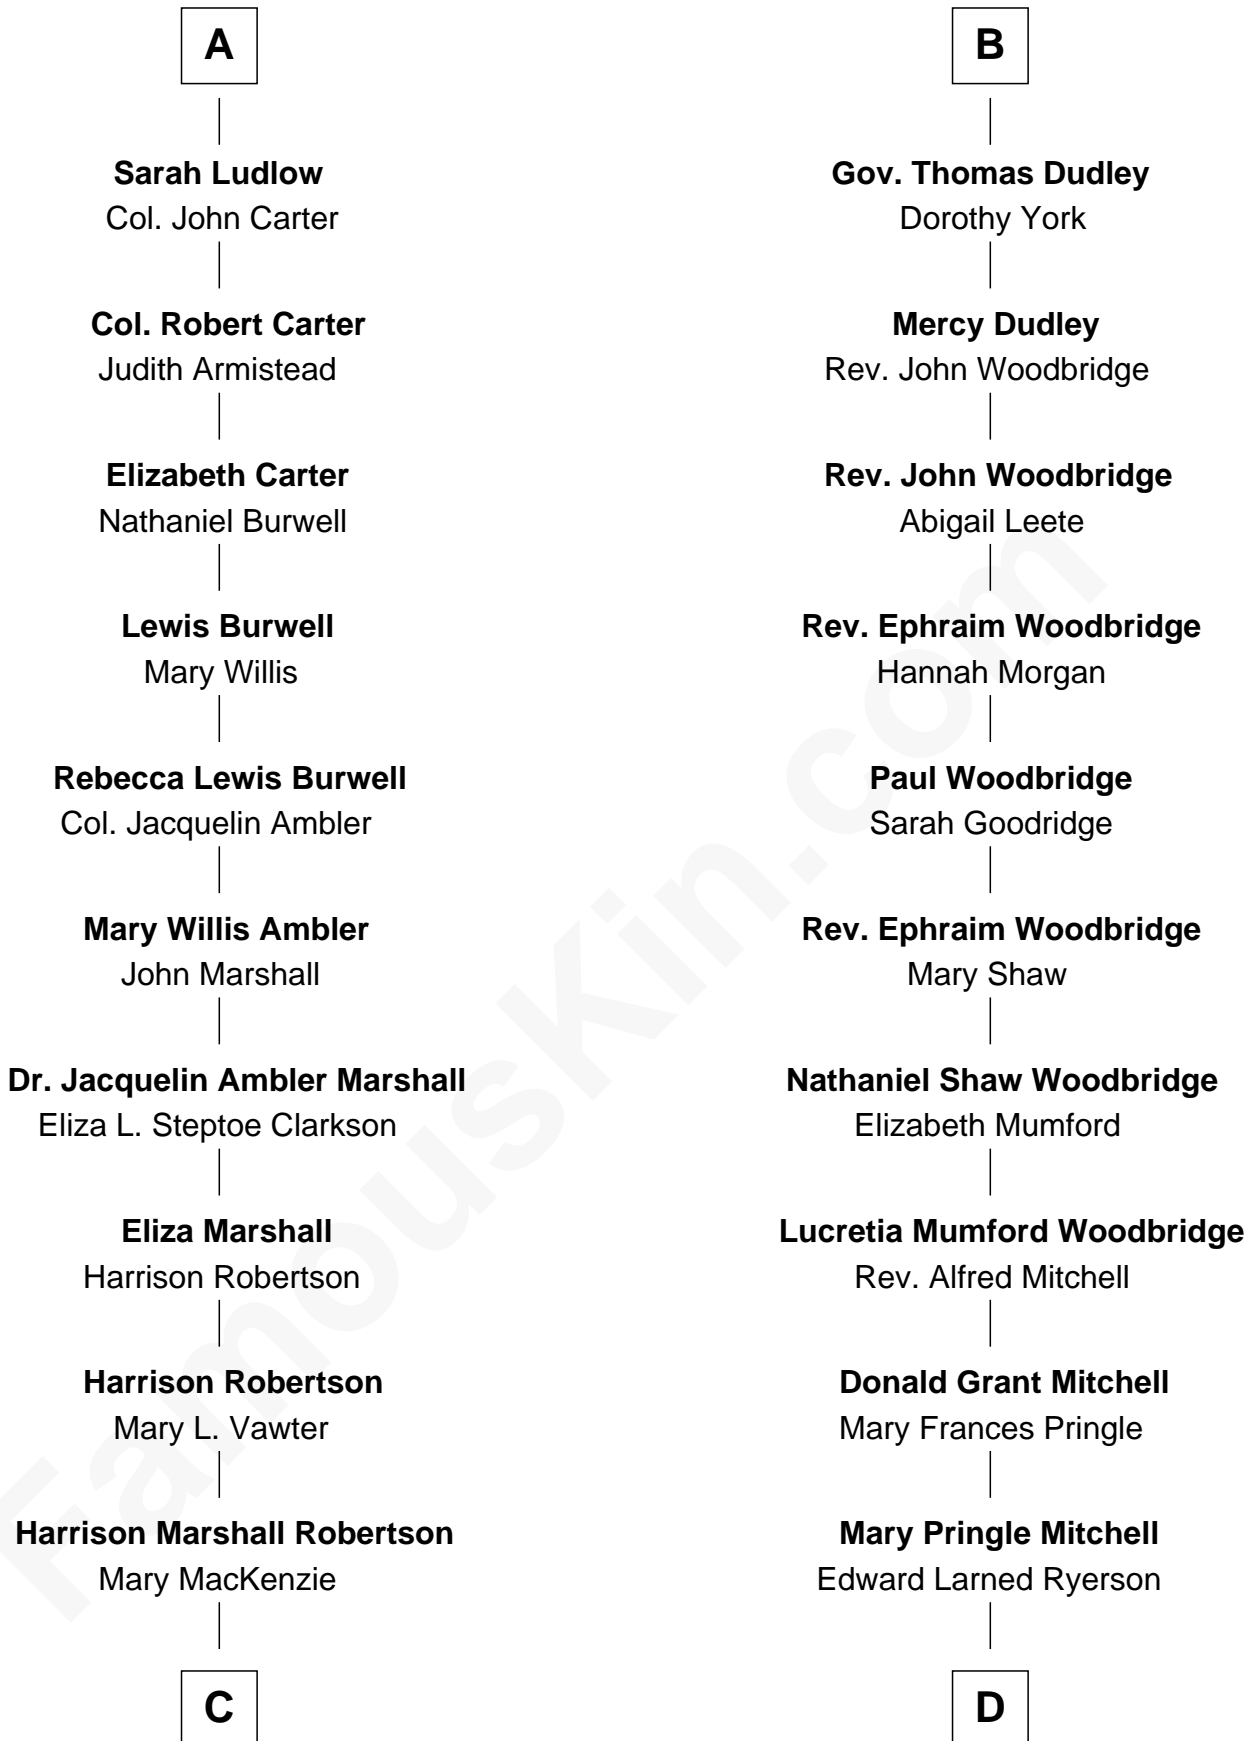 A
Sarah Ludlow
Col. John Carter
Col. Robert Carter
Judith Armistead
Elizabeth Carter
Nathaniel Burwell
Lewis Burwell
Mary Willis
Rebecca Lewis Burwell
Col. Jacquelin Ambler
Mary Willis Ambler
John Marshall
Dr. Jacquelin Ambler Marshall
Eliza L. Steptoe Clarkson
Eliza Marshall
Harrison Robertson
Harrison Robertson
Mary L. Vawter
Harrison Marshall Robertson
Mary MacKenzie
C
B
Gov. Thomas Dudley
Dorothy York
Mercy Dudley
Rev. John Woodbridge
Rev. John Woodbridge
Abigail Leete
Rev. Ephraim Woodbridge
Hannah Morgan
Paul Woodbridge
Sarah Goodridge
Rev. Ephraim Woodbridge
Mary Shaw
Nathaniel Shaw Woodbridge
Elizabeth Mumford
Lucretia Mumford Woodbridge
Rev. Alfred Mitchell
Donald Grant Mitchell
Mary Frances Pringle
Mary Pringle Mitchell
Edward Larned Ryerson
D
FamousKin.com